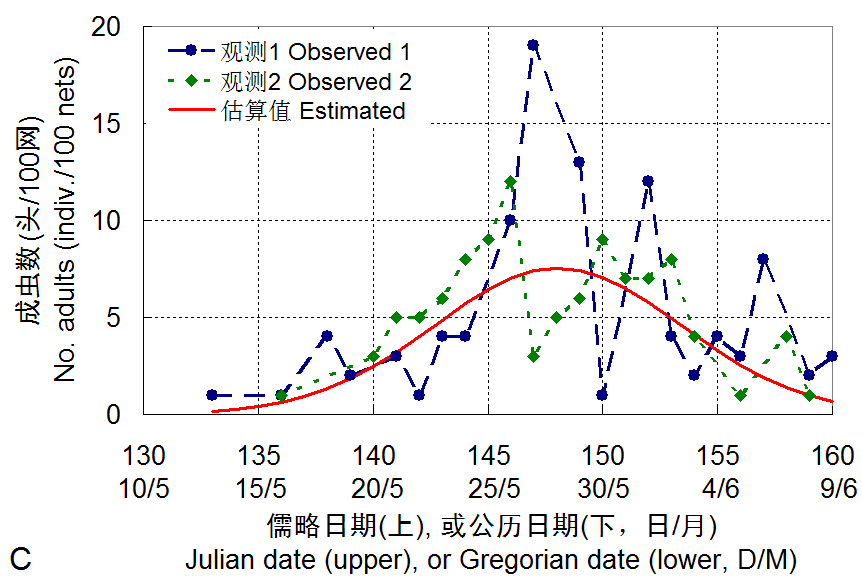 20
15
10
5
0
观测1 Observed 1
观测2 Observed 2
估算值 Estimated
成虫数(头/100网)
No. adults (indiv./100 nets)
130 135 140 145 150 155 160
10/5 15/5 20/5 25/5 30/5 4/6 9/6
儒略日期(上), 或公历日期(下，日/月)
C Julian date (upper), or Gregorian date (lower, D/M)